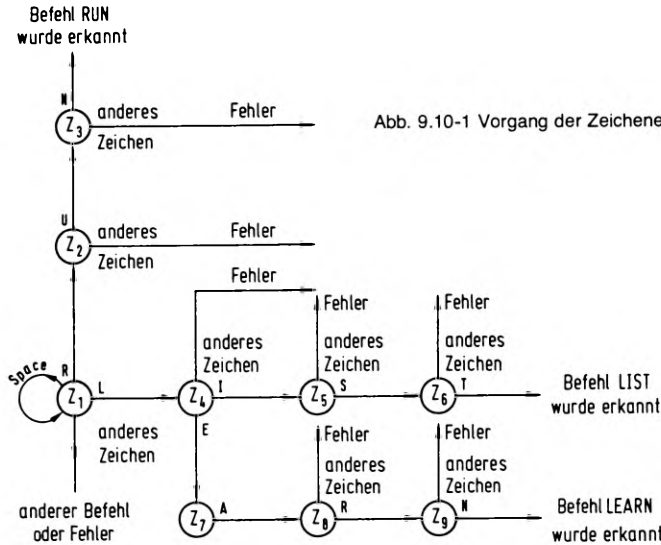 Befehl RUN
wurde erkannt
N
Z3
anderes
Zeichen
Fehler
Abb. 9.10-1 Vorgang der Zeichene
U
Z2
anderes
Zeichen
Fehler
Fehler
Fehler
Fehler
anderes
Zeichen
anderes
Zeichen
anderes
Zeichen
Space
R
Z1
L
Z4
I
Z5
S
Z6
T
Befehl LIST
wurde erkannt
anderes
Zeichen
E
Fehler
Fehler
anderes
Zeichen
anderes
Zeichen
anderer Befehl
oder Fehler
Z7
A
Z8
R
Z9
N
Befehl LEARN
wurde erkannt